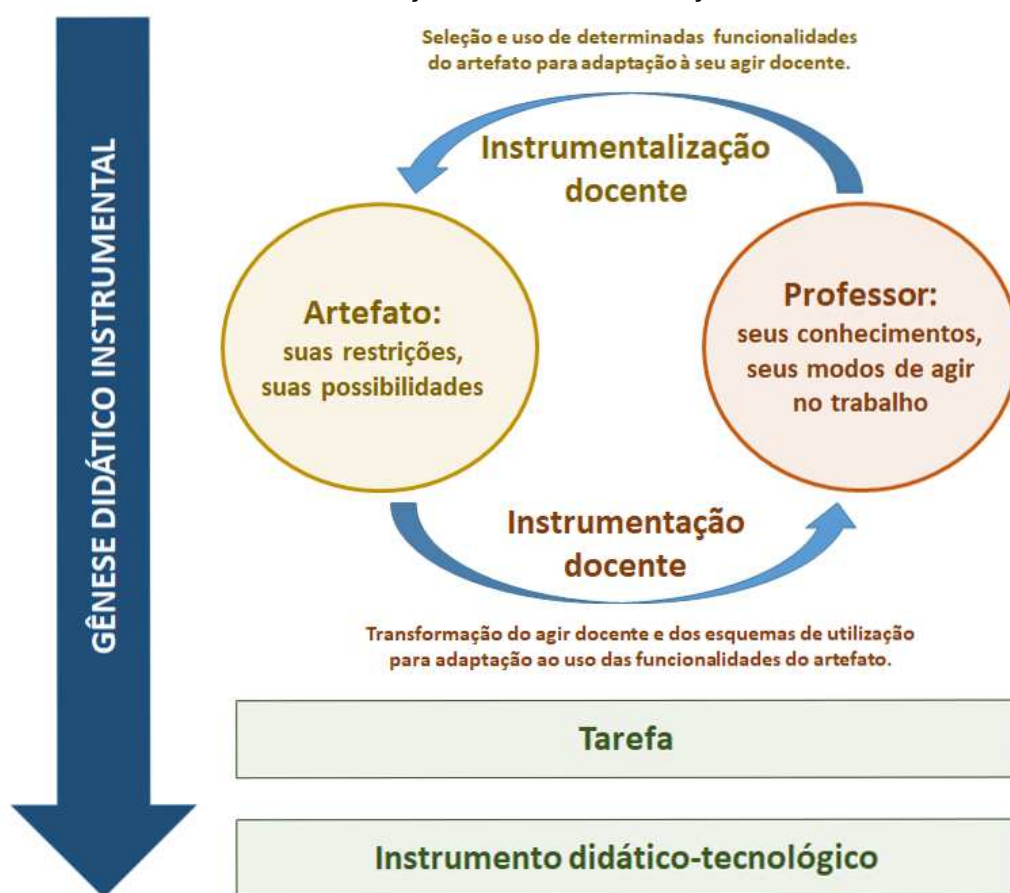 GÊNESE DIDÁTICO INSTRUMENTAL
Seleção e uso de determinadas funcionalidades
do artefato para adaptação à seu agir docente.
Instrumentalização
docente
Artefato:
suas restrições,
suas possibilidades
Professor:
seus conhecimentos,
seus modos de agir
no trabalho
Instrumentação
docente
Transformação do agir docente e dos esquemas de utilização
para adaptação ao uso das funcionalidades do artefato.
Tarefa
Instrumento didático-tecnológico